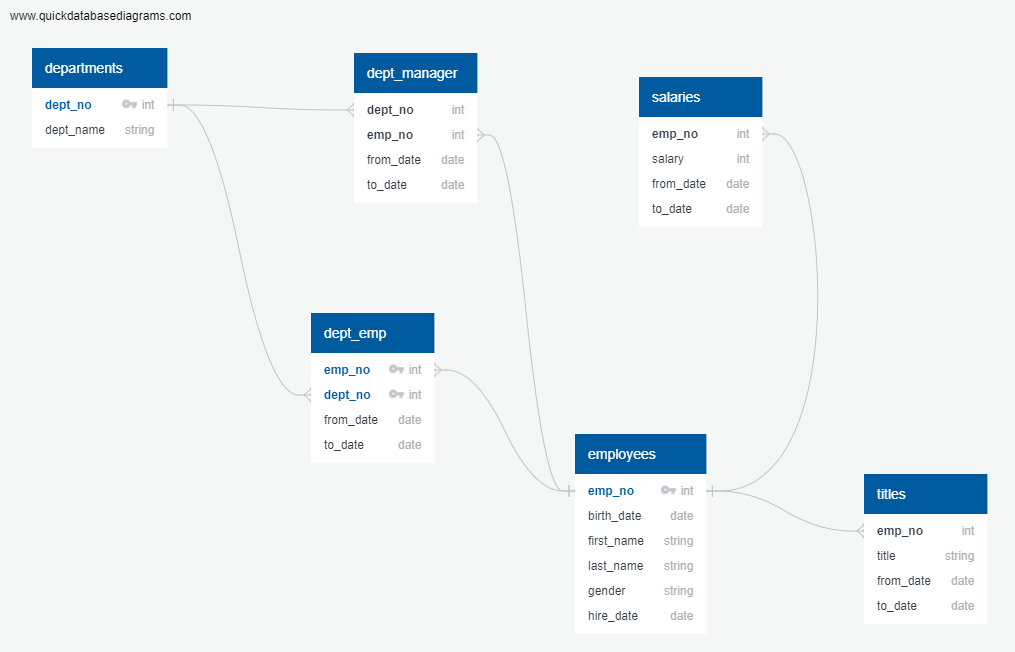 www.quickdatabasediagrams.com
departments
dept_no int
dept_name string
dept_manager
dept_no int
emp_no int
from_date date
to_date date
salaries
emp_no int
salary int
from_date date
to_date date
dept_emp
emp_no int
dept_no int
from_date date
to_date date
employees
emp_no int
birth_date date
first_name string
last_name string
gender string
hire_date date
titles
emp_no int
title string
from_date date
to_date date